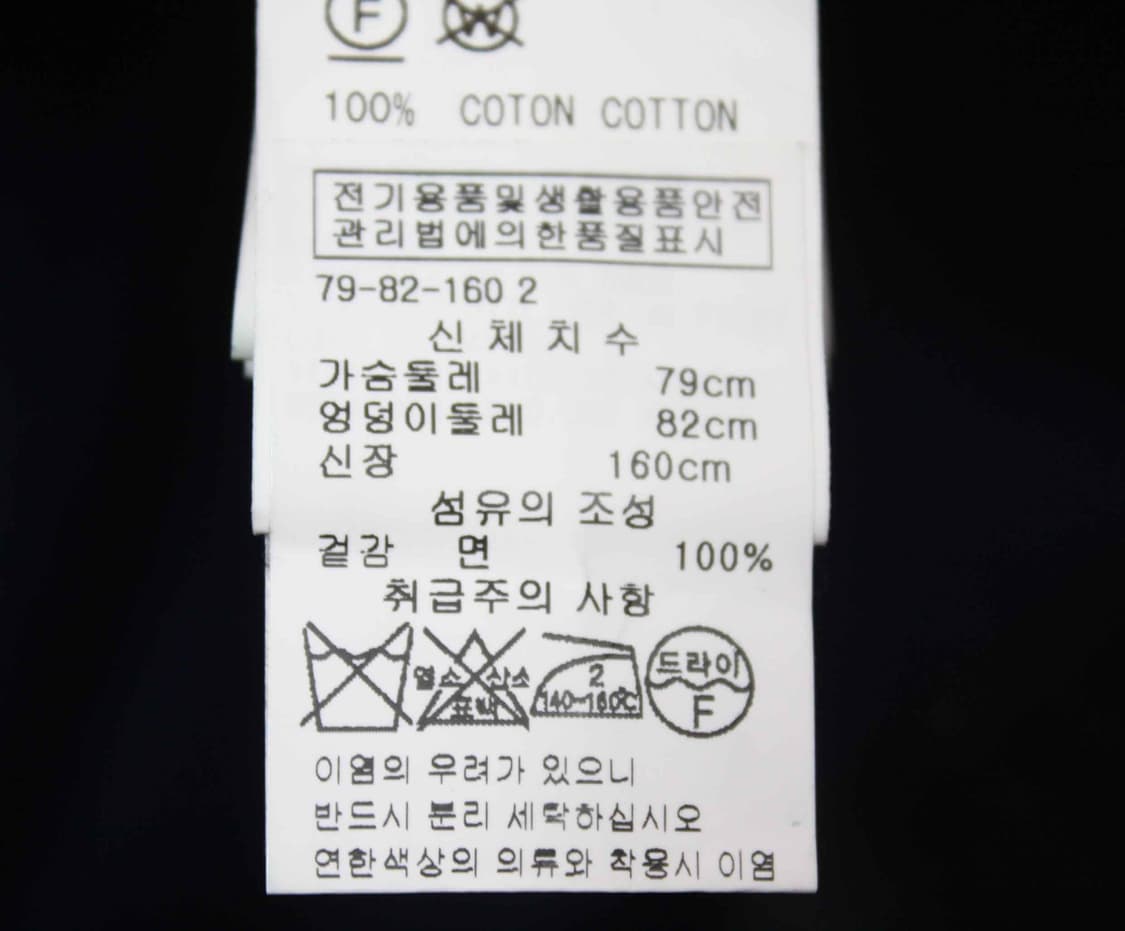 F W
100% COTON COTTON
전기용품및생활용품안전
관리법에의한품질표시
79-82-160 2
신체치수
가슴둘레 79cm
엉덩이둘레 82cm
신장 160cm
섬유의 조성
겉감 면 100%
취급주의 사항
염소 산소 2 드라이
표백 140~160℃ F
이염의 우려가 있으니
반드시 분리 세탁하십시오
연한색상의 의류와 착용시 이염